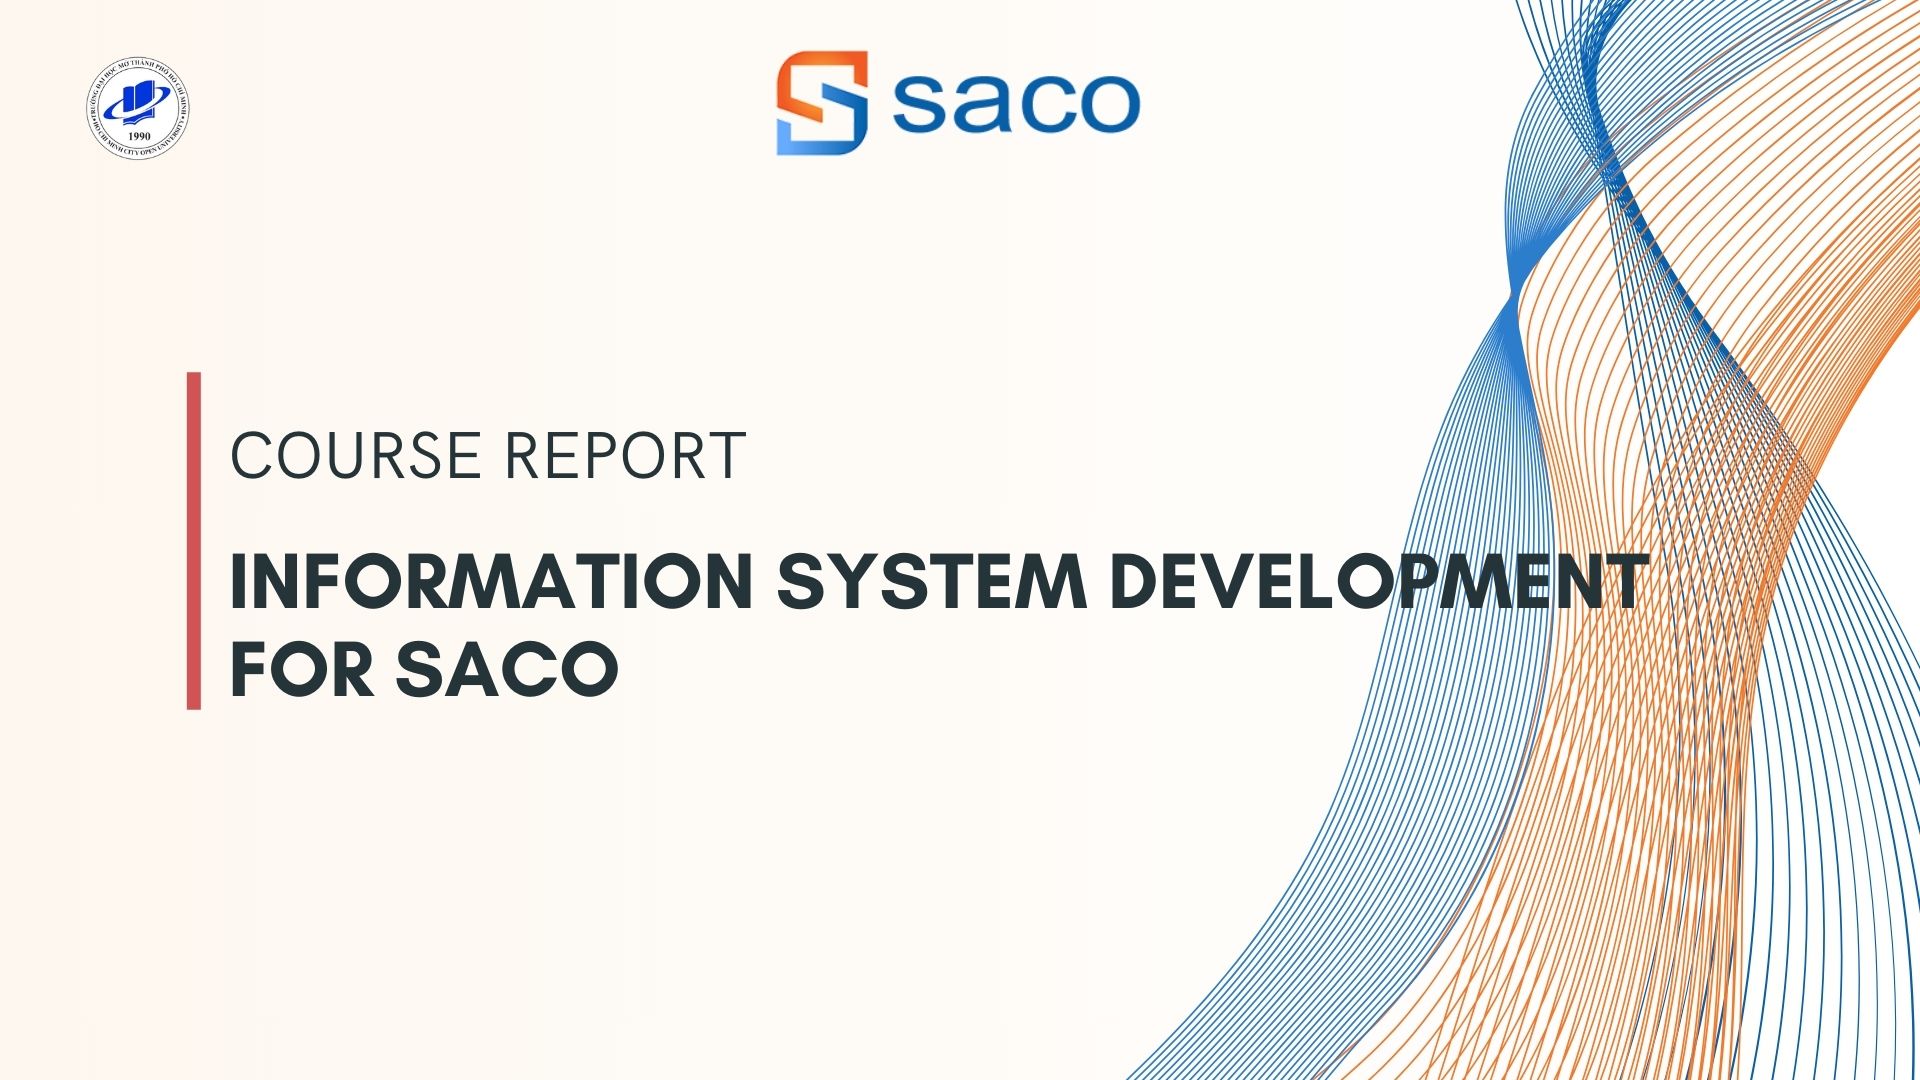 TRƯỜNG ĐẠI HỌC MỞ THÀNH PHỐ HỒ CHÍ MINH
HO CHI MINH CITY OPEN UNIVERSITY
1990
saco
COURSE REPORT
INFORMATION SYSTEM DEVELOPMENT
FOR SACO